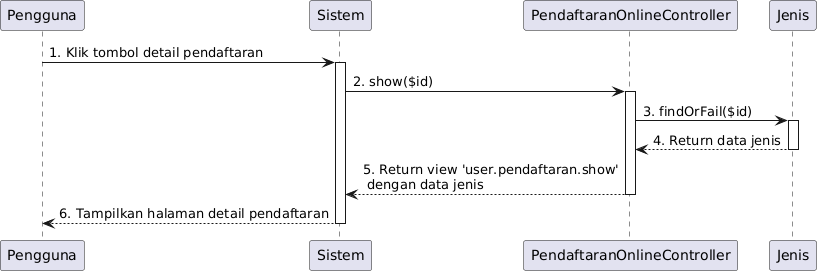 Pengguna
Sistem
PendaftaranOnlineController
Jenis
1. Klik tombol detail pendaftaran
2. show($id)
3. findOrFail($id)
4. Return data jenis
5. Return view 'user.pendaftaran.show'
dengan data jenis
6. Tampilkan halaman detail pendaftaran
Pengguna
Sistem
PendaftaranOnlineController
Jenis